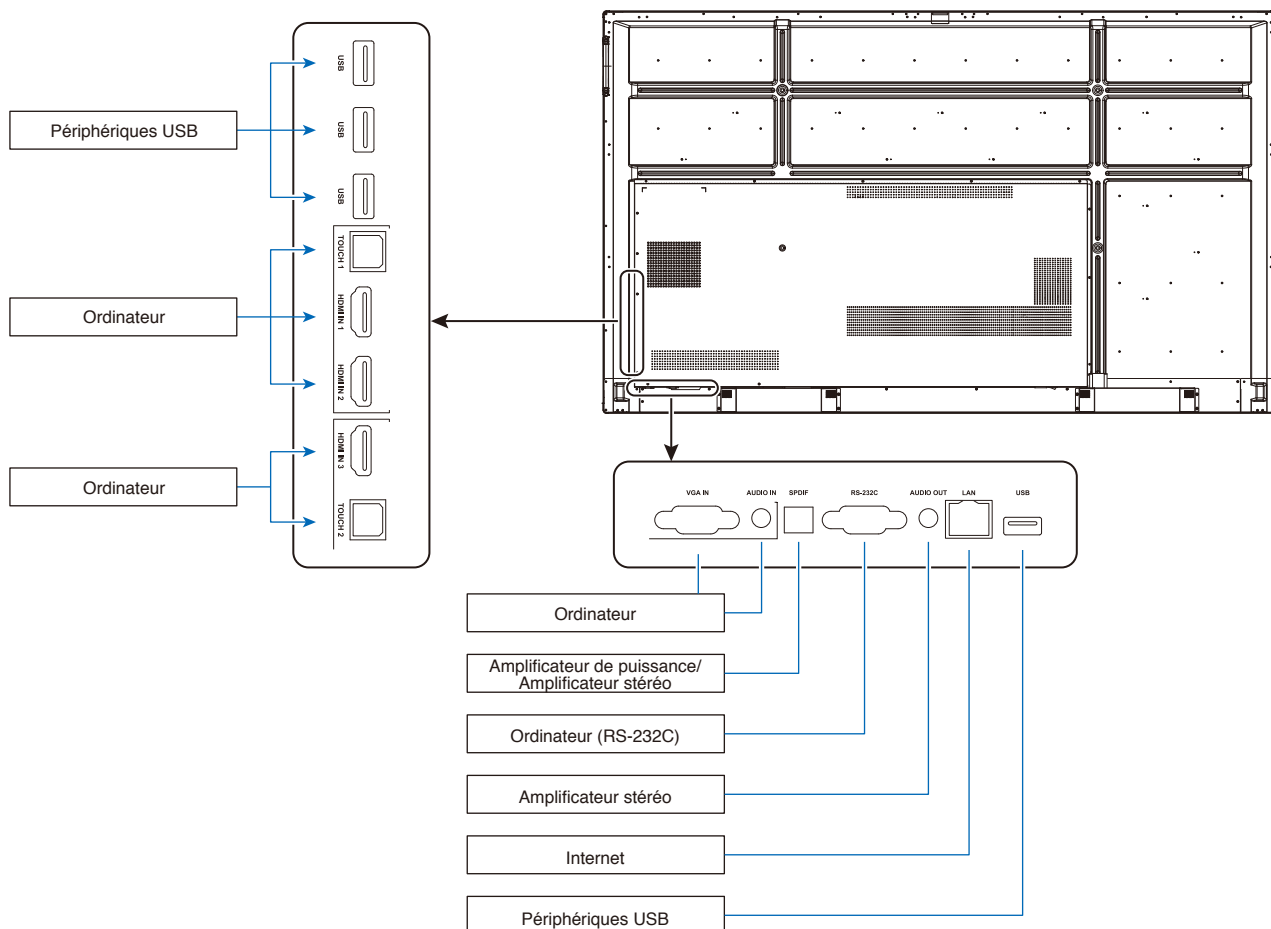 USB
Périphériques USB
USB
USB
TOUCH 1
Ordinateur
HDMI IN 1
HDMI IN 2
HDMI IN 3
Ordinateur
TOUCH 2
VGA IN
AUDIO IN
SPDIF
RS-232C
AUDIO OUT
LAN
USB
Ordinateur
Amplificateur de puissance/
Amplificateur stéréo
Ordinateur (RS-232C)
Amplificateur stéréo
Internet
Périphériques USB